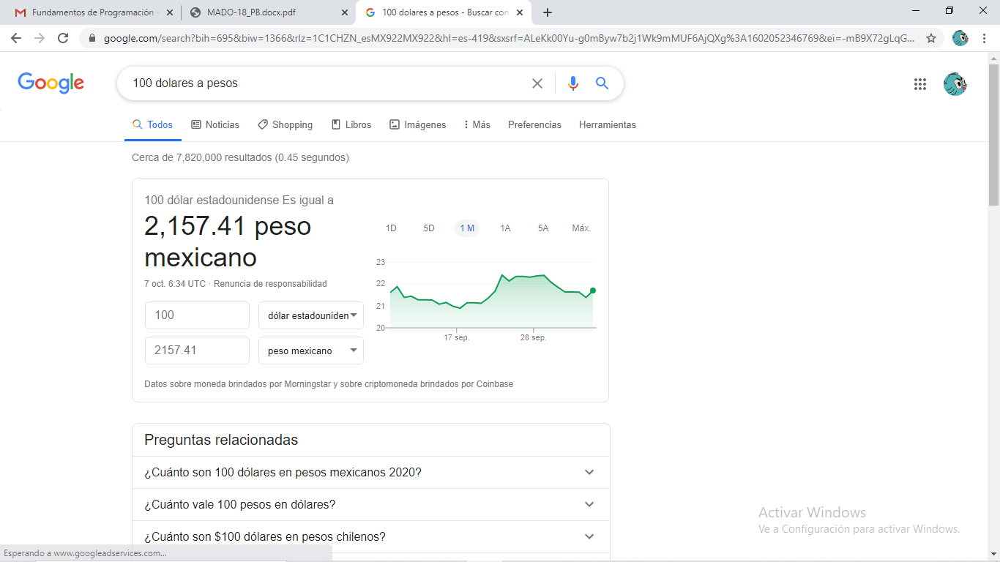 Fundamentos de Programación -
MADO-18_PB.docx.pdf
100 dolares a pesos - Buscar con
google.com/search?bih=695&biw=1366&rlz=1C1CHZN_esMX922MX922&hl=es-419&sxsrf=ALeKk00Yu-g0mByw7b2j1Wk9mMUF6AjQXg%3A1602052346769&ei=-mB9X72gLqG...
Google
100 dolares a pesos
Todos
Noticias
Shopping
Libros
Imágenes
Más
Preferencias
Herramientas
Cerca de 7,820,000 resultados (0.45 segundos)
100 dólar estadounidense Es igual a
2,157.41 peso
mexicano
7 oct. 6:34 UTC · Renuncia de responsabilidad
100
dólar estadouniden
2157.41
peso mexicano
1D
5D
1 M
1A
5A
Máx.
23
22
21
20
17 sep.
28 sep.
Datos sobre moneda brindados por Morningstar y sobre criptomoneda brindados por Coinbase
Preguntas relacionadas
¿Cuánto son 100 dólares en pesos mexicanos 2020?
¿Cuánto vale 100 pesos en dólares?
¿Cuánto son $100 dólares en pesos chilenos?
Activar Windows
Ve a Configuración para activar Windows.
Esperando a www.googleadservices.com...